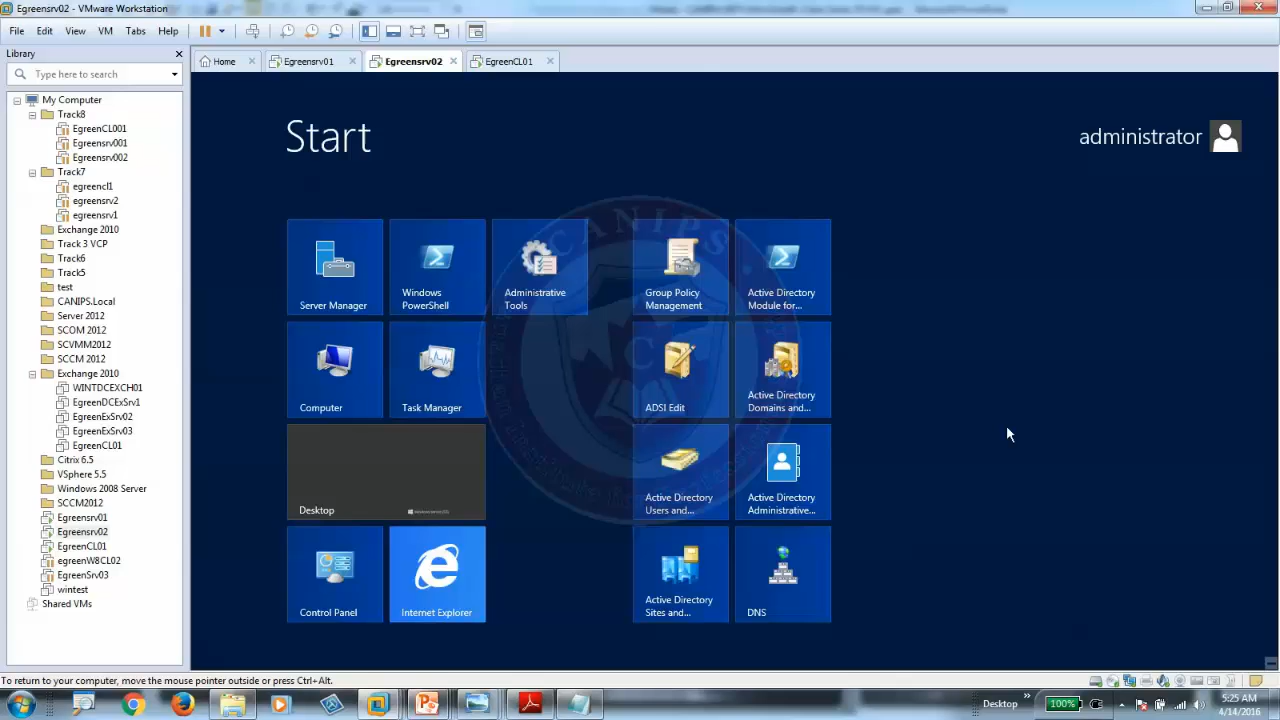 Egreensrv02 - VMware Workstation
File Edit View VM Tabs Help
Library
Type here to search
Home Egreensrv01 Egreensrv02 EgreenCL01
My Computer
Track8
EgreenCL001
Egreensrv001
Egreensrv002
Track7
egreencl1
egreensrv2
egreensrv1
Exchange 2010
Track 3 VCP
Track6
Track5
test
CANIPS.Local
Server 2012
SCOM 2012
SCVMM2012
SCCM 2012
Exchange 2010
WINTDCEXCH01
EgrenDCExSrv1
EgreenExSrv02
EgreenExSrv03
EgreenCL01
Citrix 6.5
VSphere 5.5
Windows 2008 Server
SCCM2012
Egreensrv01
Egreensrv02
EgreenCL01
egreenW8CL02
EgreenSrv03
wintest
Shared VMs
Start
administrator
Server Manager
Windows
PowerShell
Administrative
Tools
Group Policy
Management
Active Directory
Module for...
Computer
Task Manager
ADSI Edit
Active Directory
Domains and...
Desktop
Active Directory
Users and...
Active Directory
Administrative...
Control Panel
Internet Explorer
Active Directory
Sites and...
DNS
CANIPS
C
To return to your computer, move the mouse pointer outside or press Ctrl+Alt.
Desktop
100%
5:25 AM
4/14/2016